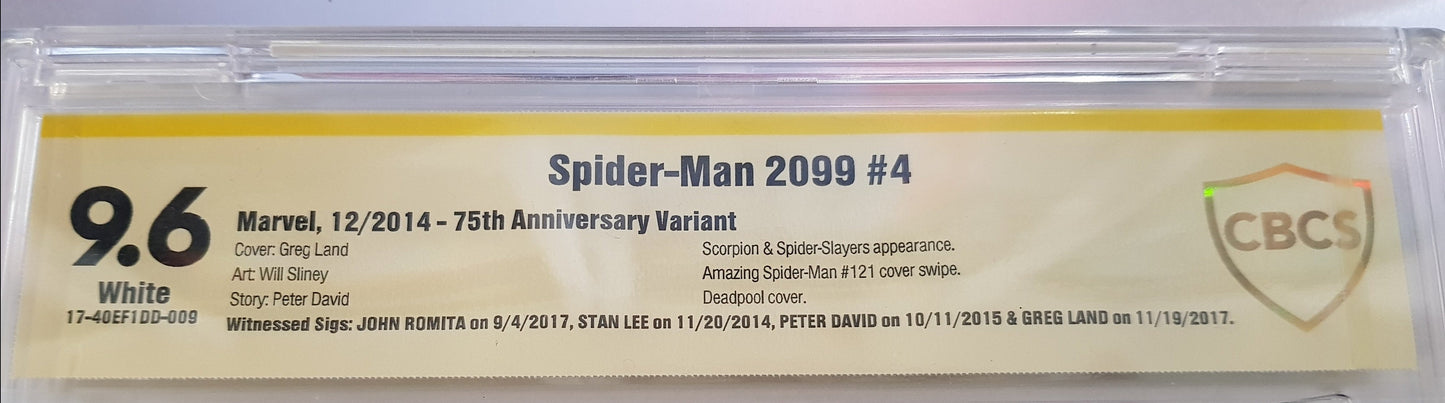 Spider-Man 2099 #4
9.6
White
17-40EF1DD-009
Marvel, 12/2014 - 75th Anniversary Variant
Cover: Greg Land
Art: Will Sliney
Story: Peter David
Scorpion & Spider-Slayers appearance.
Amazing Spider-Man #121 cover swipe.
Deadpool cover.
Witnessed Sigs: JOHN ROMITA on 9/4/2017, STAN LEE on 11/20/2014, PETER DAVID on 10/11/2015 & GREG LAND on 11/19/2017.
CBCS